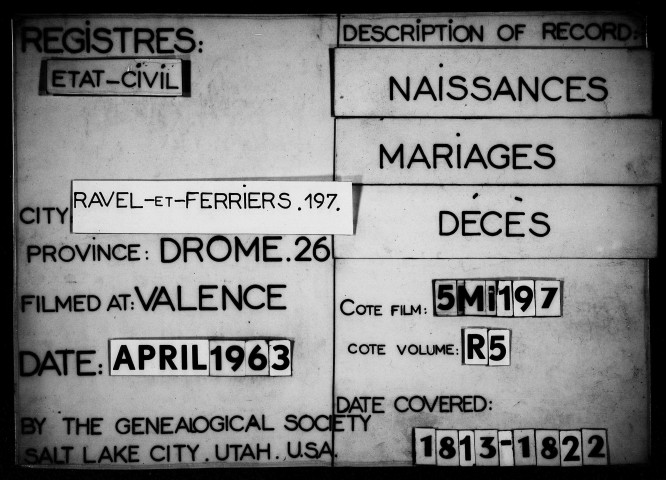 REGISTRES:
ETAT-CIVIL
CITY RAVEL-ET-FERRIERS.197.
PROVINCE: DROME.26
FILMED AT: VALENCE
DATE: APRIL 1963
BY THE GENEALOGICAL SOCIETY
SALT LAKE CITY. UTAH. U.SA.
DESCRIPTION OF RECORD:
NAISSANCES
MARIAGES
DÉCÈS
COTE FILM: 5Mi197
COTE VOLUME: R5
DATE COVERED:
1813-1822